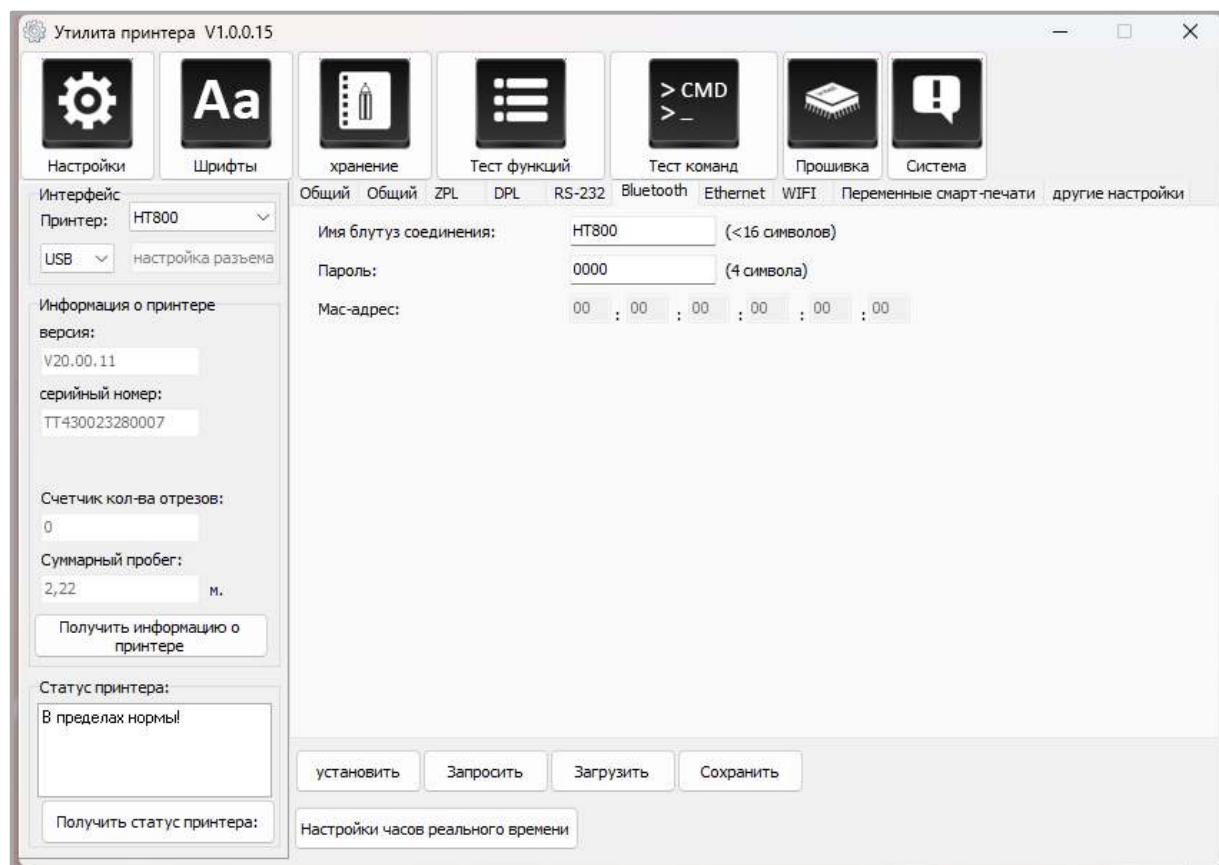 Утилита принтера V1.0.0.15
Aa
> CMD
>_
Настройки
Шрифты
хранение
Тест функций
Тест команд
Прошивка
Система
Интерфейс
Принтер:
HT800
USB
настройка разъема
Информация о принтере
версия:
V20.00.11
серийный номер:
TT430023280007
Счетчик кол-ва отрезов:
0
Суммарный пробег:
2,22 м.
Получить информацию о
принтере
Статус принтера:
В пределах нормы!
Получить статус принтера:
Общий Общий ZPL DPL RS-232 Bluetooth Ethernet WIFI Переменные смарт-печати другие настройки
Имя блутуз соединения: HT800 (<16 символов)
Пароль: 0000 (4 символа)
Мас-адрес: 00 : 00 : 00 : 00 : 00 : 00
установить Запросить Загрузить Сохранить
Настройки часов реального времени